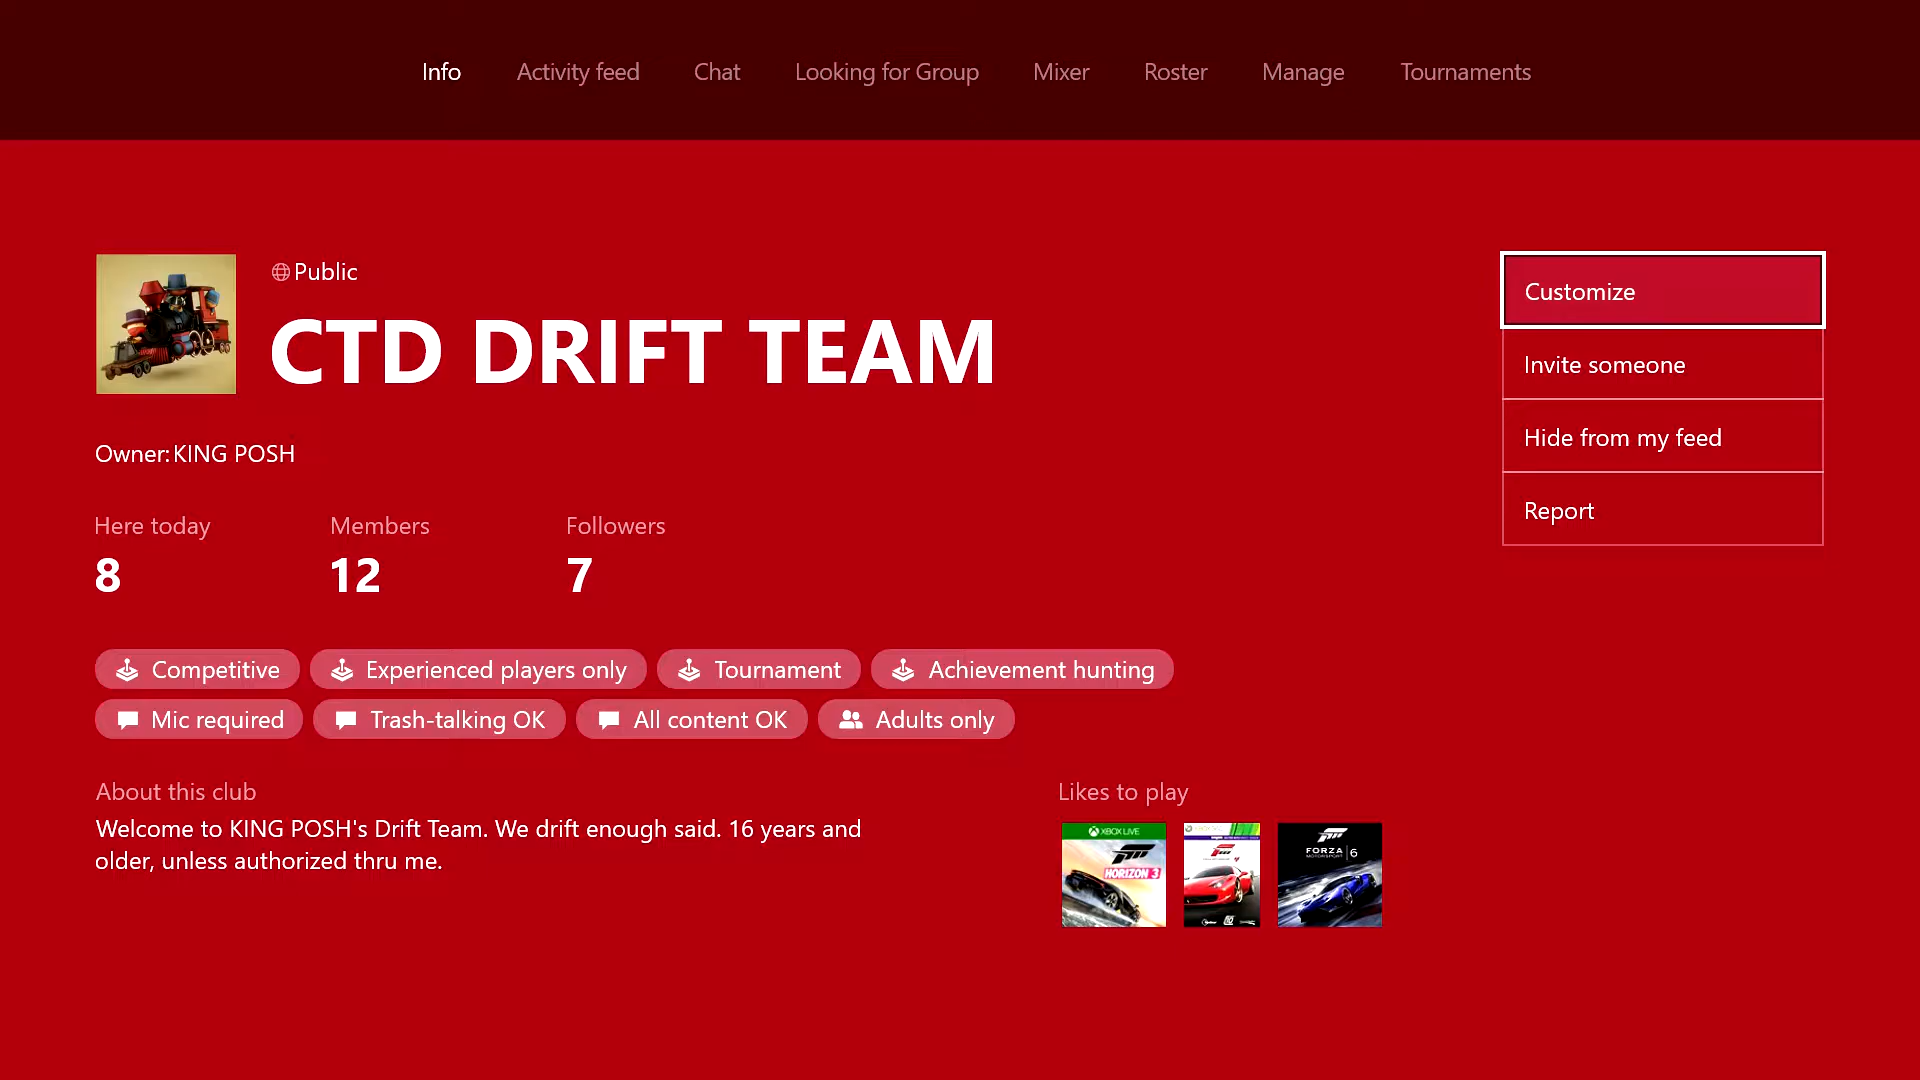 Info Activity feed Chat Looking for Group Mixer Roster Manage Tournaments
Public
CTD DRIFT TEAM
Owner: KING POSH
Here today Members Followers
8 12 7
Competitive Experienced players only Tournament Achievement hunting
Mic required Trash-talking OK All content OK Adults only
About this club
Welcome to KING POSH's Drift Team. We drift enough said. 16 years and
older, unless authorized thru me.
Likes to play
XBOX LIVE
HORIZON 3
4
FORZA
MOTORSPORT 6
Customize
Invite someone
Hide from my feed
Report